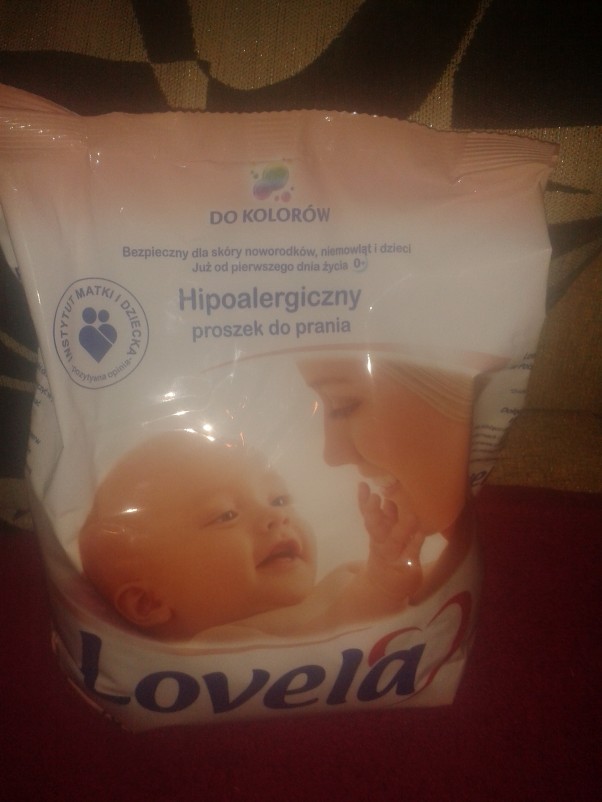 DO KOLORÓW
Bezpieczny dla skóry noworodków, niemowląt i dzieci
Już od pierwszego dnia życia 0+
Hipoalergiczny
proszek do prania
INSTYTUT MATKI I DZIECKA
pozytywna opinia
Lovela